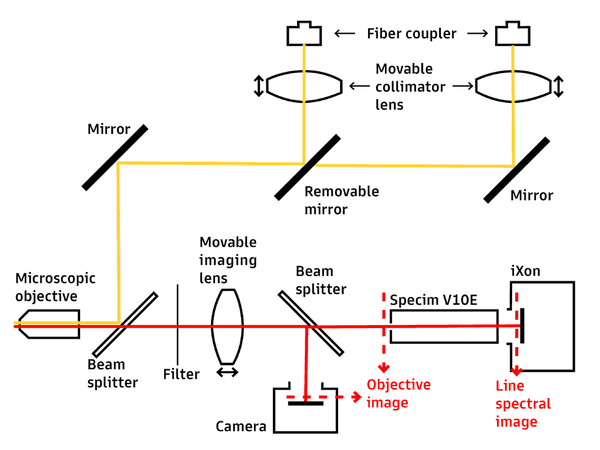 Fiber coupler
Movable
collimator
lens
Mirror
Removable
mirror
Mirror
Movable
imaging
lens
Microscopic
objective
Beam
splitter
iXon
Specim V10E
Beam
splitter
Filter
Objective
image
Line
spectral
image
Camera